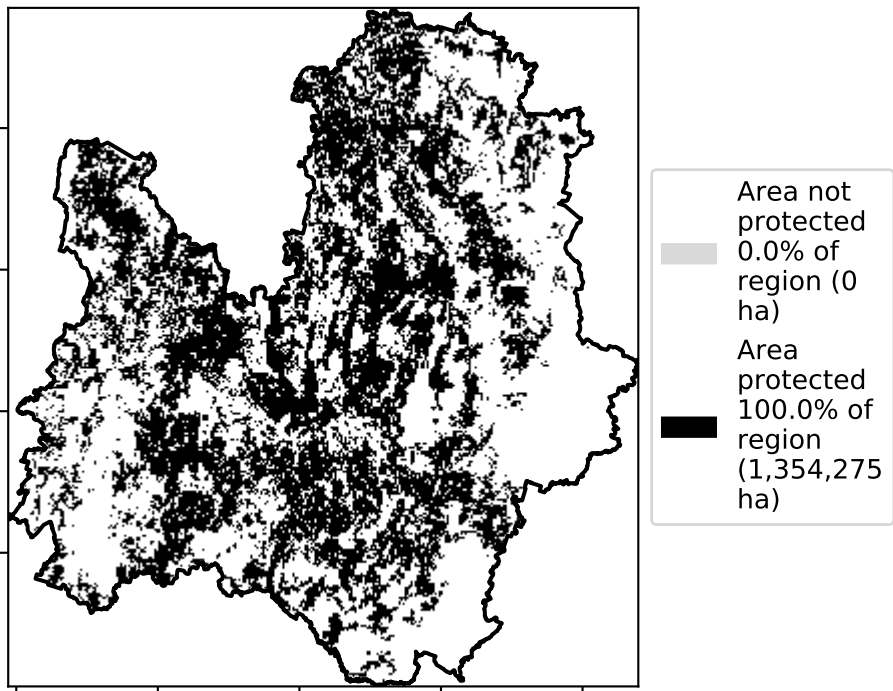 Area not
protected
0.0% of
region (0
ha)
Area
protected
100.0% of
region
(1,354,275
ha)